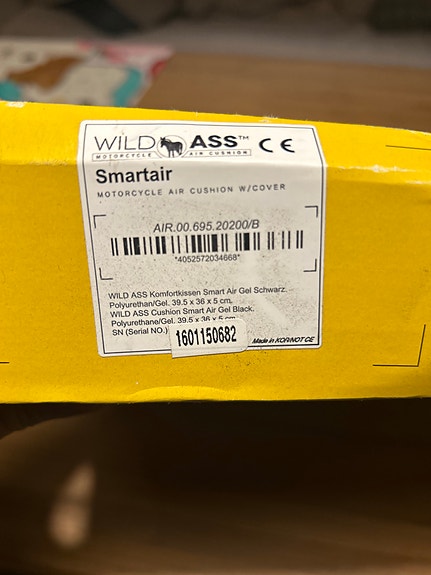 WILD ASS™ CE
MOTORCYCLE AIR CUSHION
Smartair
MOTORCYCLE AIR CUSHION W/COVER
AIR.00.695.20200/B
*4052572034668*
WILD ASS Komfortkissen Smart Air Gel Schwarz.
Polyurethan/Gel. 39.5 x 36 x 5 cm.
WILD ASS Cushion Smart Air Gel Black,
Polyurethane/Gel. 39.5 x 36 x 5 cm
SN (Serial NO.)
1601150682
Made in